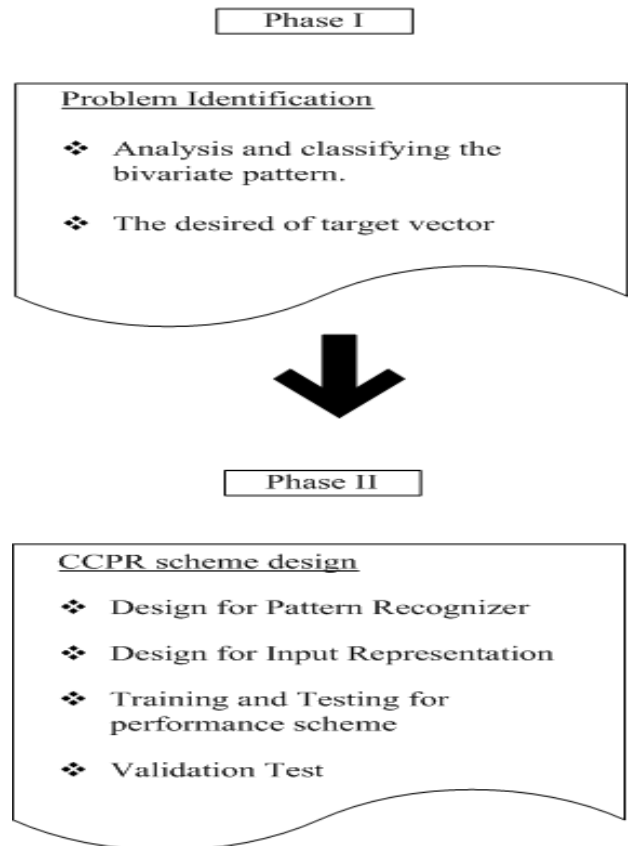 Phase I
Problem Identification
❖ Analysis and classifying the
bivariate pattern.
❖ The desired of target vector
Phase II
CCPR scheme design
❖ Design for Pattern Recognizer
❖ Design for Input Representation
❖ Training and Testing for
performance scheme
❖ Validation Test